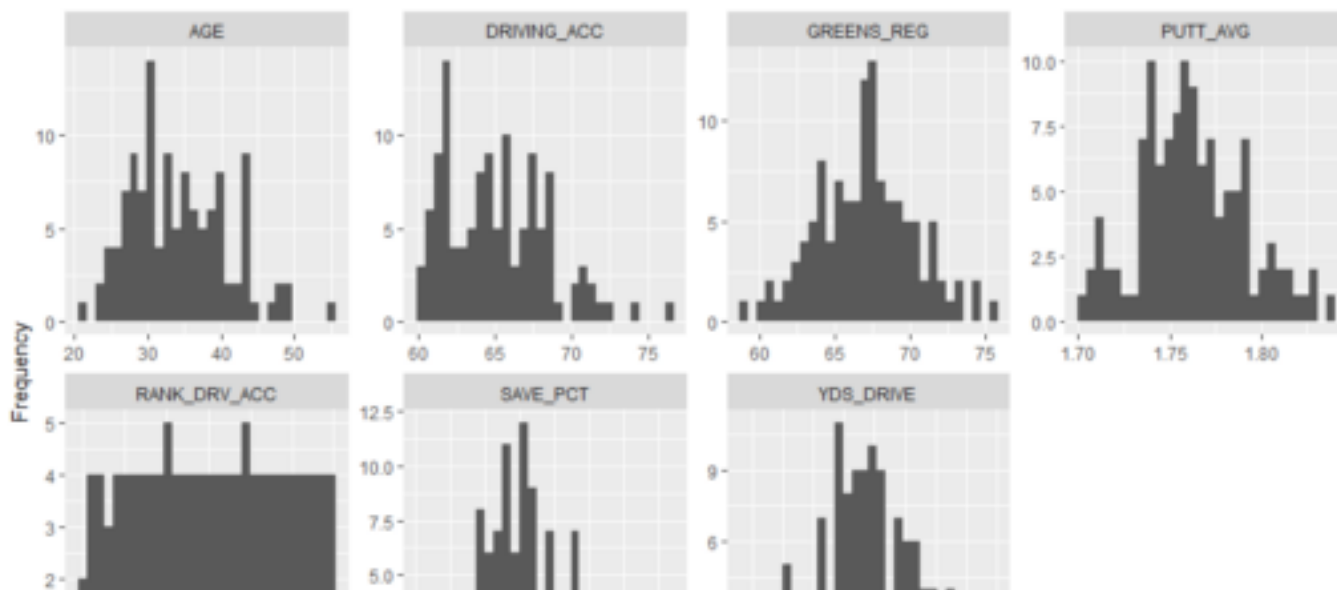 AGE DRIVING_ACC GREENS_REG PUTT_AVG
10.0
10 10 10
7.5
5 5 5 5.0
2.5
0 0 0 0.0
20 30 40 50 60 65 70 75 60 65 70 75 1.70 1.75 1.80
Frequency
RANK_DRV_ACC SAVE_PCT YDS_DRIVE
12.5
5
10.0
4 9
7.5
3
6
5.0
2